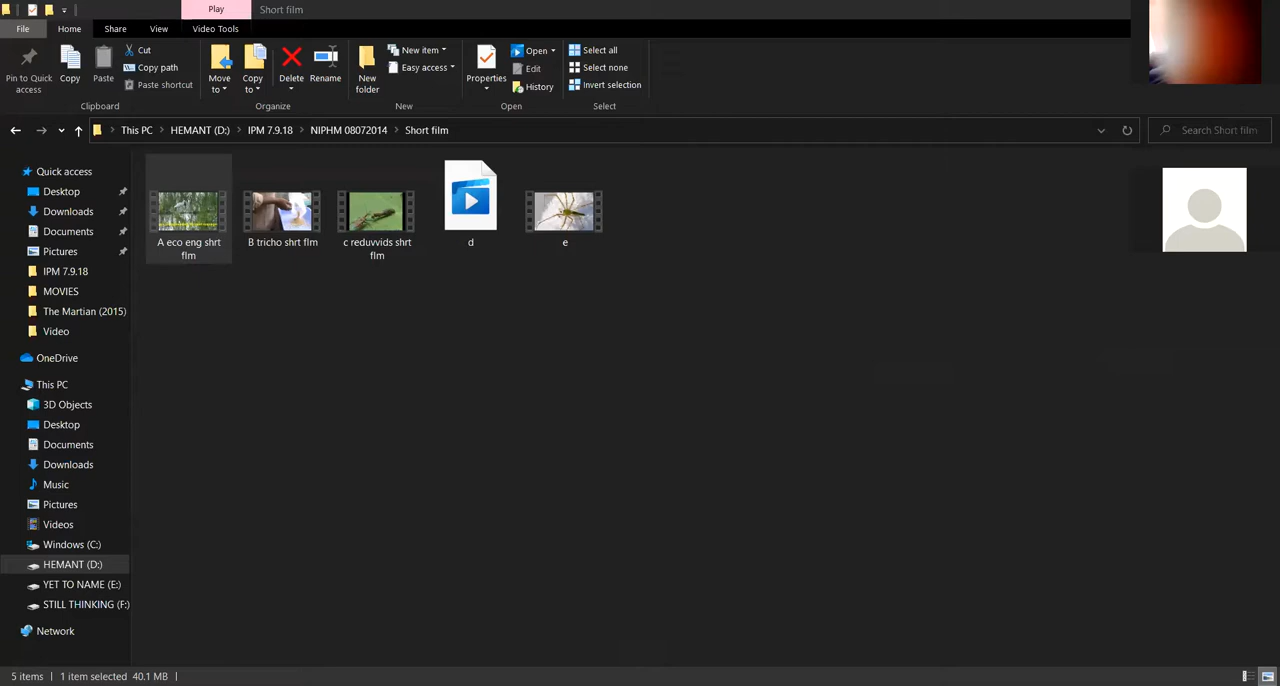 Play
Short film
File
Home
Share
View
Video Tools
Pin to Quick
access
Copy
Paste
Cut
Copy path
Paste shortcut
Clipboard
Move
to
Copy
to
Delete
Rename
Organize
New
folder
New item
Easy access
New
Properties
Open
Edit
History
Open
Select all
Select none
Invert selection
Select
This PC
HEMANT (D:)
IPM 7.9.18
NIPHM 08072014
Short film
Search Short film
Quick access
Desktop
Downloads
Documents
Pictures
IPM 7.9.18
MOVIES
The Martian (2015)
Video
OneDrive
This PC
3D Objects
Desktop
Documents
Downloads
Music
Pictures
Videos
Windows (C:)
HEMANT (D:)
YET TO NAME (E:)
STILL THINKING (F:)
Network
A eco eng shrt
flm
B tricho shrt flm
c reduvvids shrt
flm
d
e
5 items
1 item selected 40.1 MB